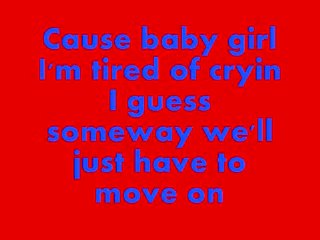 Cause baby girl
I'm tired of cryin
I guess
someway we'll
just have to
move on